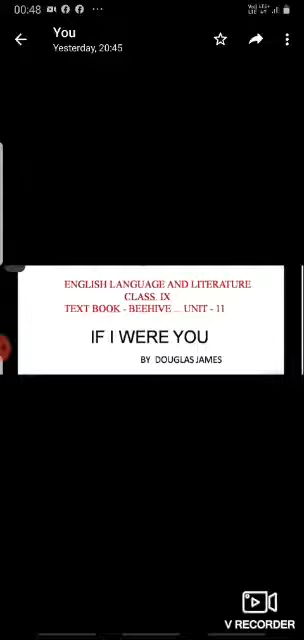 00:48
You
Yesterday, 20:45
ENGLISH LANGUAGE AND LITERATURE
CLASS. IX
TEXT BOOK - BEEHIVE ... UNIT - 11
IF I WERE YOU
BY DOUGLAS JAMES
V RECORDER